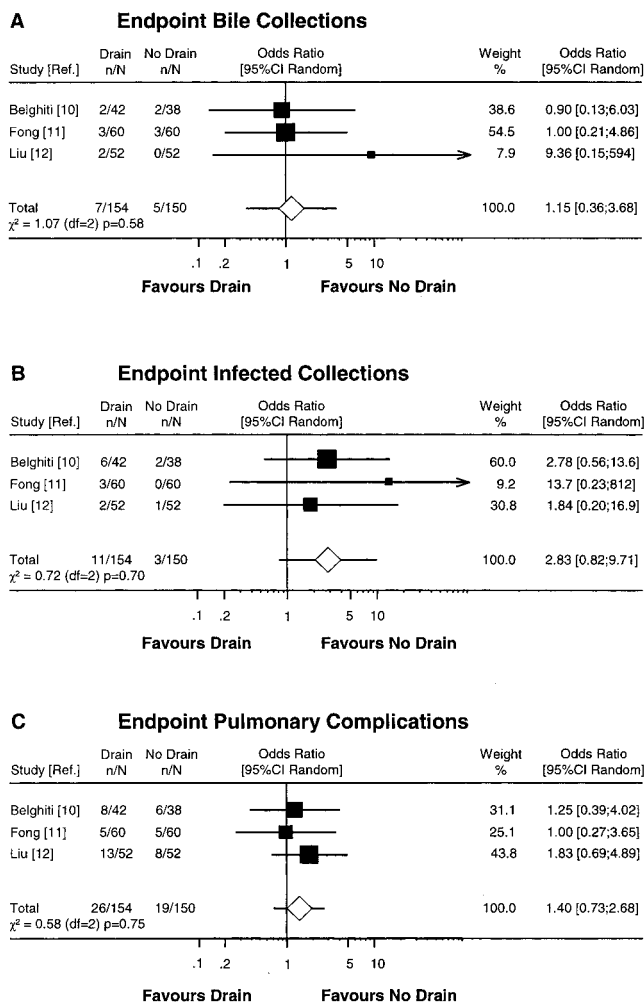 A Endpoint Bile Collections
Drain No Drain Odds Ratio Weight Odds Ratio
Study [Ref.] n/N n/N [95%CI Random] % [95%CI Random]
Belghiti [10] 2/42 2/38 38.6 0.90 [0.13;6.03]
Fong [11] 3/60 3/60 54.5 1.00 [0.21;4.86]
Liu [12] 2/52 0/52 7.9 9.36 [0.15;594]
Total 7/154 5/150 100.0 1.15 [0.36;3.68]
χ² = 1.07 (df=2) p=0.58
.1 .2 1 5 10
Favours Drain Favours No Drain
B Endpoint Infected Collections
Drain No Drain Odds Ratio Weight Odds Ratio
Study [Ref.] n/N n/N [95%CI Random] % [95%CI Random]
Belghiti [10] 6/42 2/38 60.0 2.78 [0.56;13.6]
Fong [11] 3/60 0/60 9.2 13.7 [0.23;812]
Liu [12] 2/52 1/52 30.8 1.84 [0.20;16.9]
Total 11/154 3/150 100.0 2.83 [0.82;9.71]
χ² = 0.72 (df=2) p=0.70
.1 .2 1 5 10
Favours Drain Favours No Drain
C Endpoint Pulmonary Complications
Drain No Drain Odds Ratio Weight Odds Ratio
Study [Ref.] n/N n/N [95%CI Random] % [95%CI Random]
Belghiti [10] 8/42 6/38 31.1 1.25 [0.39;4.02]
Fong [11] 5/60 5/60 25.1 1.00 [0.27;3.65]
Liu [12] 13/52 8/52 43.8 1.83 [0.69;4.89]
Total 26/154 19/150 100.0 1.40 [0.73;2.68]
χ² = 0.58 (df=2) p=0.75
.1 .2 1 5 10
Favours Drain Favours No Drain